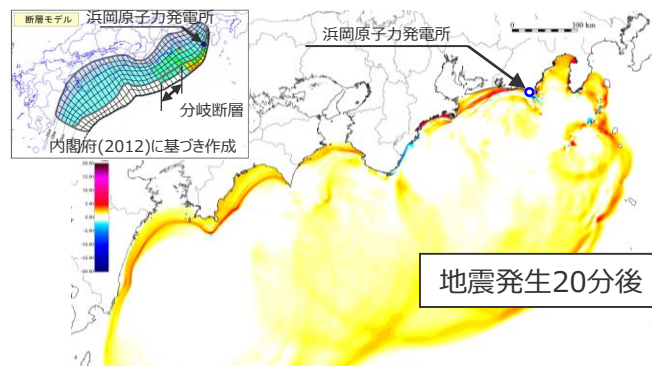 断層モデル
浜岡原子力発電所
分岐断層
内閣府(2012)に基づき作成
浜岡原子力発電所
0 100 km
地震発生20分後